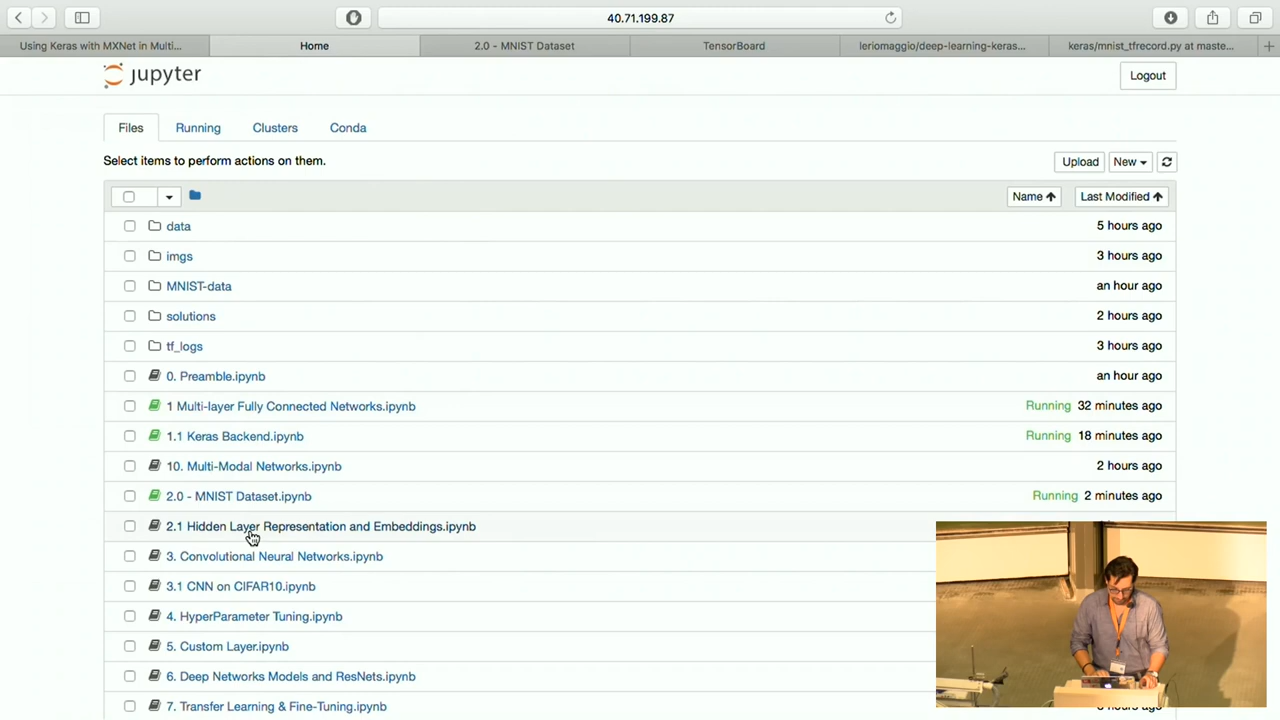 40.71.199.87
Using Keras with MXNet in Multi...
Home
2.0 - MNIST Dataset
TensorBoard
leriomaggio/deep-learning-keras...
keras/mnist_tfrecord.py at maste...
jupyter
Logout
Files
Running
Clusters
Conda
Select items to perform actions on them.
Upload
New
Name
Last Modified
data 5 hours ago
imgs 3 hours ago
MNIST-data an hour ago
solutions 2 hours ago
tf_logs 3 hours ago
0. Preamble.ipynb an hour ago
1 Multi-layer Fully Connected Networks.ipynb Running 32 minutes ago
1.1 Keras Backend.ipynb Running 18 minutes ago
10. Multi-Modal Networks.ipynb 2 hours ago
2.0 - MNIST Dataset.ipynb Running 2 minutes ago
2.1 Hidden Layer Representation and Embeddings.ipynb
3. Convolutional Neural Networks.ipynb
3.1 CNN on CIFAR10.ipynb
4. HyperParameter Tuning.ipynb
5. Custom Layer.ipynb
6. Deep Networks Models and ResNets.ipynb
7. Transfer Learning & Fine-Tuning.ipynb hours ago